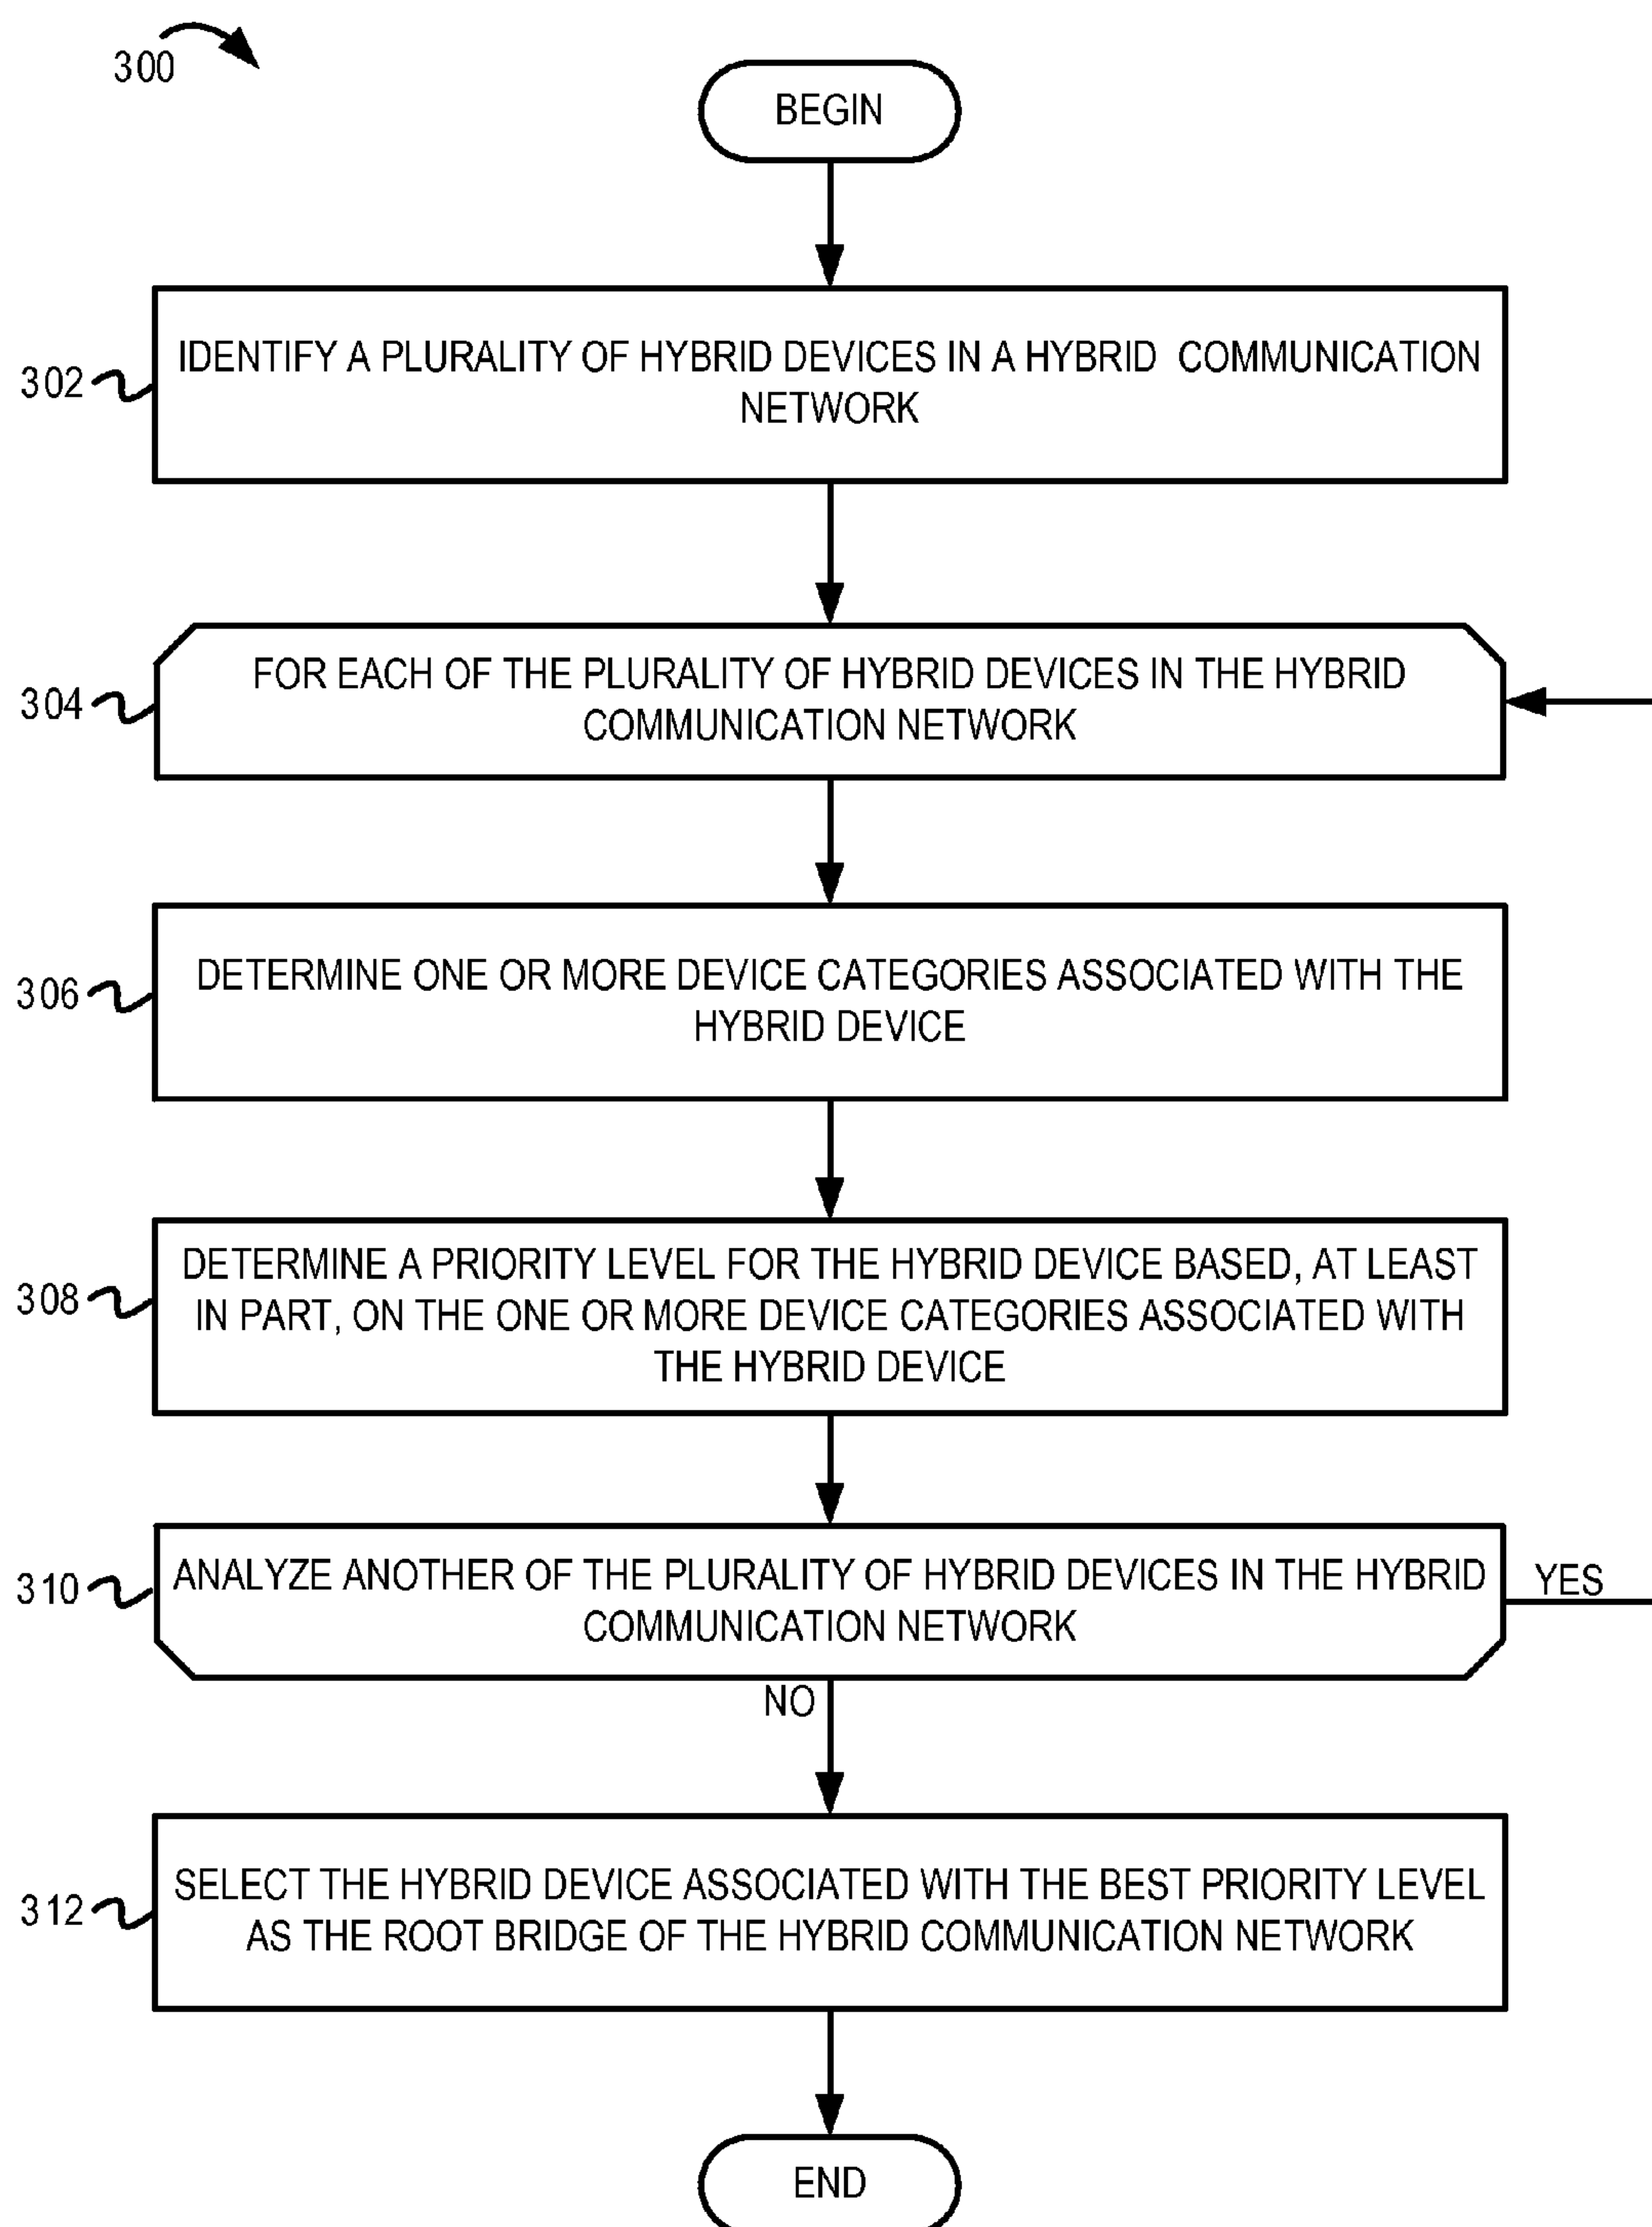 300
BEGIN
302
IDENTIFY A PLURALITY OF HYBRID DEVICES IN A HYBRID COMMUNICATION
NETWORK
304
FOR EACH OF THE PLURALITY OF HYBRID DEVICES IN THE HYBRID
COMMUNICATION NETWORK
306
DETERMINE ONE OR MORE DEVICE CATEGORIES ASSOCIATED WITH THE
HYBRID DEVICE
308
DETERMINE A PRIORITY LEVEL FOR THE HYBRID DEVICE BASED, AT LEAST
IN PART, ON THE ONE OR MORE DEVICE CATEGORIES ASSOCIATED WITH
THE HYBRID DEVICE
310
ANALYZE ANOTHER OF THE PLURALITY OF HYBRID DEVICES IN THE HYBRID
COMMUNICATION NETWORK
YES
NO
312
SELECT THE HYBRID DEVICE ASSOCIATED WITH THE BEST PRIORITY LEVEL
AS THE ROOT BRIDGE OF THE HYBRID COMMUNICATION NETWORK
END